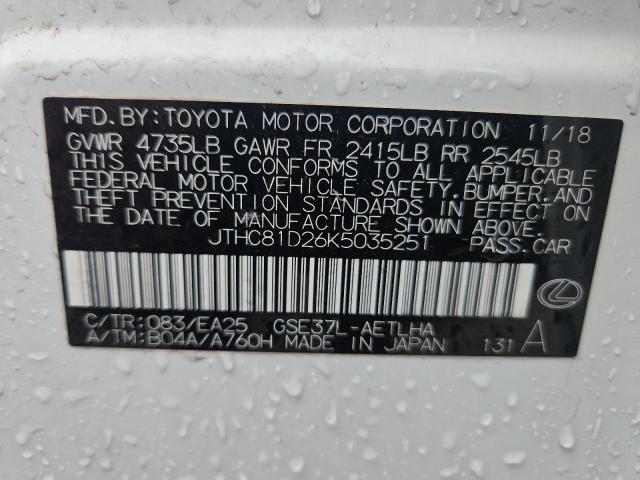 MFD.BY:TOYOTA MOTOR CORPORATION 11/18
GVWR 4735LB GAWR FR 2415LB RR 2545LB
THIS VEHICLE CONFORMS TO ALL APPLICABLE
FEDERAL MOTOR VEHICLE SAFETY,BUMPER,AND
THEFT PREVENTION STANDARDS IN EFFECT ON
THE DATE OF MANUFACTURE SHOWN ABOVE.
JTHC81D26K5035251 PASS.CAR
C/TR:083/EA25 GSE37L-AETLHA
A/TM:B04A/A760H MADE IN JAPAN 131 A